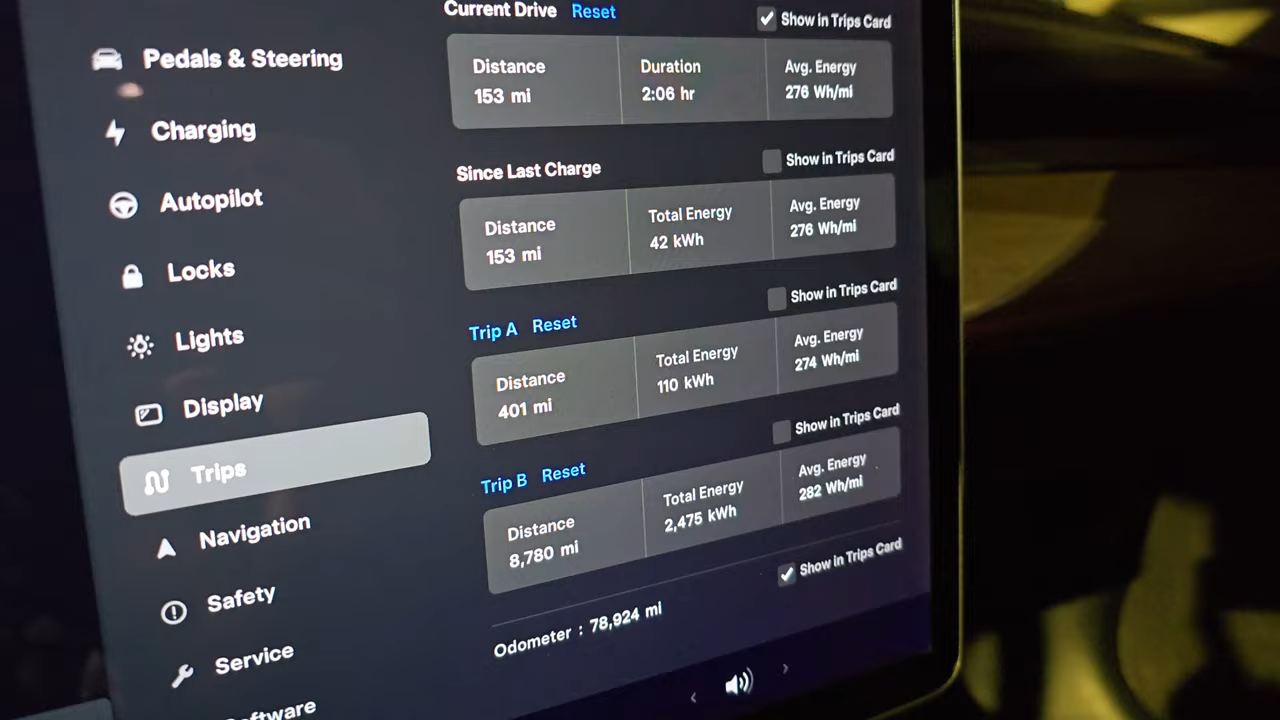 Pedals & Steering
Charging
Autopilot
Locks
Lights
Display
Trips
Navigation
Safety
Service
Software
Current Drive Reset
Show in Trips Card
Distance
153 mi
Duration
2:06 hr
Avg. Energy
276 Wh/mi
Since Last Charge
Show in Trips Card
Distance
153 mi
Total Energy
42 kWh
Avg. Energy
276 Wh/mi
Trip A Reset
Show in Trips Card
Distance
401 mi
Total Energy
110 kWh
Avg. Energy
274 Wh/mi
Trip B Reset
Show in Trips Card
Distance
8,780 mi
Total Energy
2,475 kWh
Avg. Energy
282 Wh/mi
Show in Trips Card
Odometer : 78,924 mi